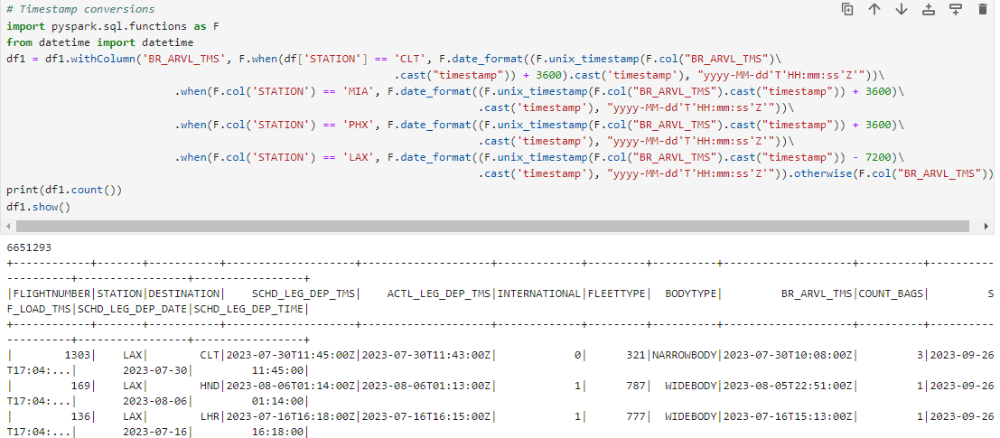 # Timestamp conversions
import pyspark.sql.functions as F
from datetime import datetime
df1 = df1.withColumn('BR_ARVL_TMS', F.when(df['STATION'] == 'CLT', F.date_format((F.unix_timestamp(F.col("BR_ARVL_TMS")\
.cast("timestamp")) + 3600).cast('timestamp'), "yyyy-MM-dd'T'HH:mm:ss'Z'"))\
.when(F.col('STATION') == 'MIA', F.date_format((F.unix_timestamp(F.col("BR_ARVL_TMS").cast("timestamp")) + 3600)\
.cast('timestamp'), "yyyy-MM-dd'T'HH:mm:ss'Z'"))\
.when(F.col('STATION') == 'PHX', F.date_format((F.unix_timestamp(F.col("BR_ARVL_TMS").cast("timestamp")) + 3600)\
.cast('timestamp'), "yyyy-MM-dd'T'HH:mm:ss'Z'"))\
.when(F.col('STATION') == 'LAX', F.date_format((F.unix_timestamp(F.col("BR_ARVL_TMS").cast("timestamp")) - 7200)\
.cast('timestamp'), "yyyy-MM-dd'T'HH:mm:ss'Z'")).otherwise(F.col("BR_ARVL_TMS"))
print(df1.count())
df1.show()
6651293
+------------+-------+-----------+--------------------+--------------------+-------------+---------+----------+--------------------+----------+----------
----------+-----------------+-----------------+
|FLIGHTNUMBER|STATION|DESTINATION|    SCHD_LEG_DEP_TMS|    ACTL_LEG_DEP_TMS|INTERNATIONAL|FLEETTYPE|  BODYTYPE|         BR_ARVL_TMS|COUNT_BAGS|         S
F_LOAD_TMS|SCHD_LEG_DEP_DATE|SCHD_LEG_DEP_TIME|
+------------+-------+-----------+--------------------+--------------------+-------------+---------+----------+--------------------+----------+----------
----------+-----------------+-----------------+
|        1303|    LAX|        CLT|2023-07-30T11:45:00Z|2023-07-30T11:43:00Z|            0|      321|NARROWBODY|2023-07-30T10:08:00Z|         3|2023-09-26
T17:04:...|       2023-07-30|         11:45:00|
|         169|    LAX|        HND|2023-08-06T01:14:00Z|2023-08-06T01:13:00Z|            1|      787|  WIDEBODY|2023-08-05T22:51:00Z|         1|2023-09-26
T17:04:...|       2023-08-06|         01:14:00|
|         136|    LAX|        LHR|2023-07-16T16:18:00Z|2023-07-16T16:15:00Z|            1|      777|  WIDEBODY|2023-07-16T15:13:00Z|         1|2023-09-26
T17:04:...|       2023-07-16|         16:18:00|